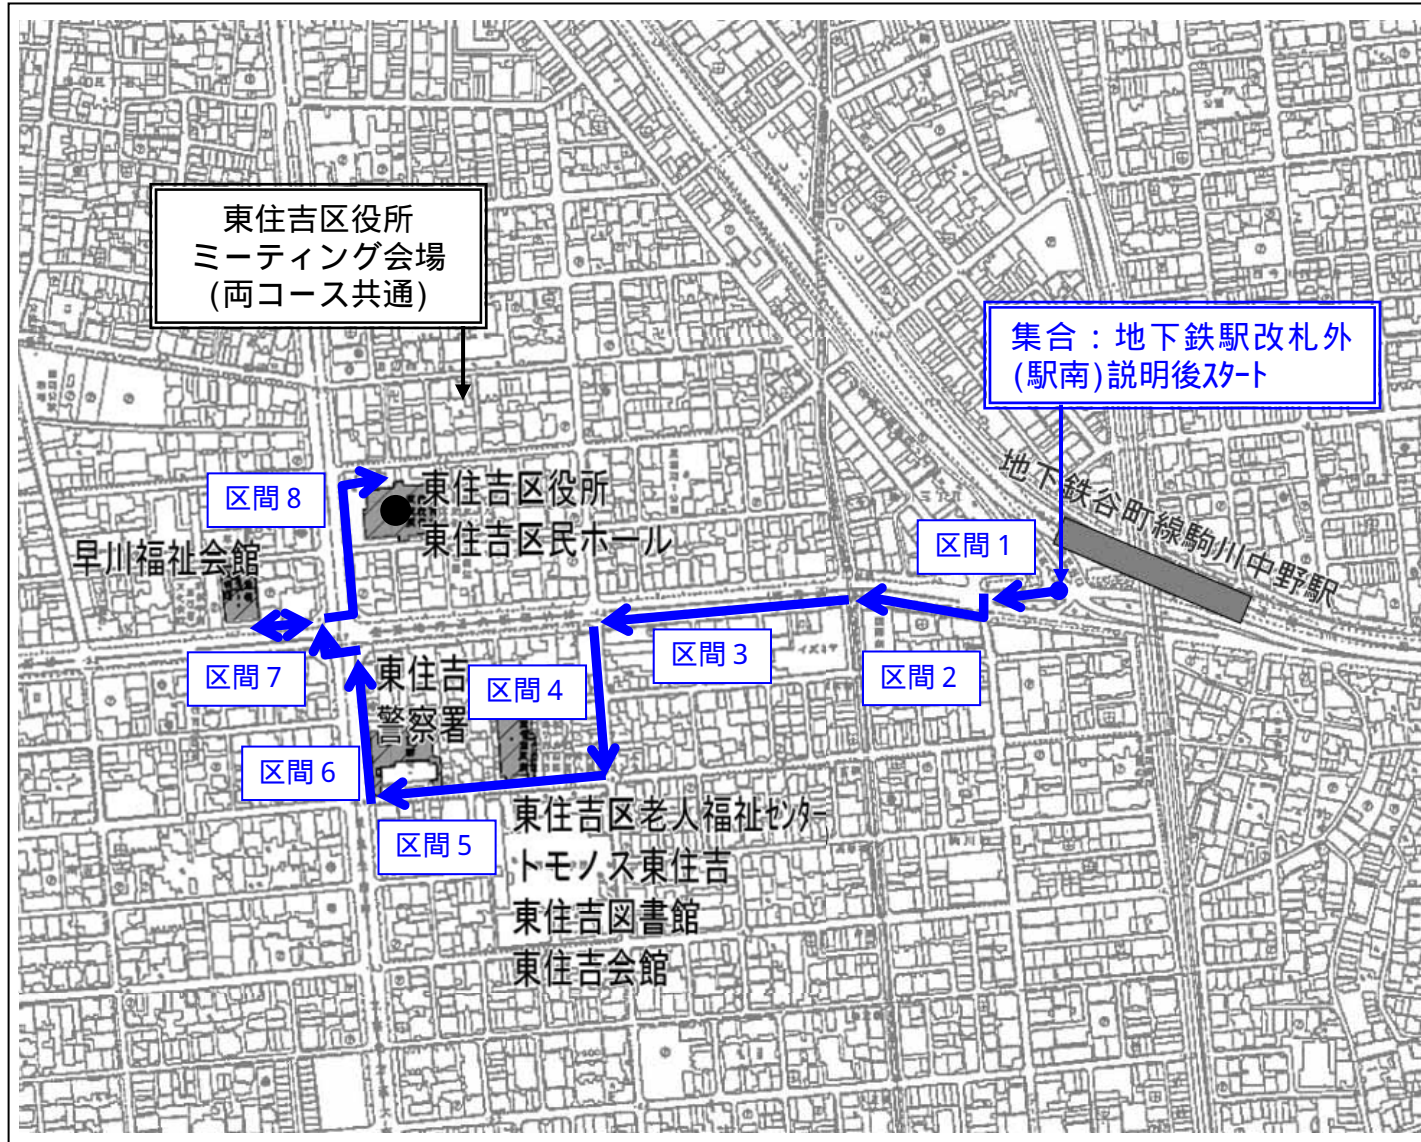 東住吉区役所
ミーティング会場
(両コース共通)
集合：地下鉄駅改札外
(駅南)説明後ｽﾀｰﾄ
地下鉄谷町線駒川中野駅
区間８
東住吉区役所
東住吉区民ホール
早川福祉会館
区間１
区間７
東住吉
警察署
区間４
区間３
イズミヤ
区間２
区間６
区間５
東住吉区老人福祉ｾﾝﾀｰ
トモノス東住吉
東住吉図書館
東住吉会館